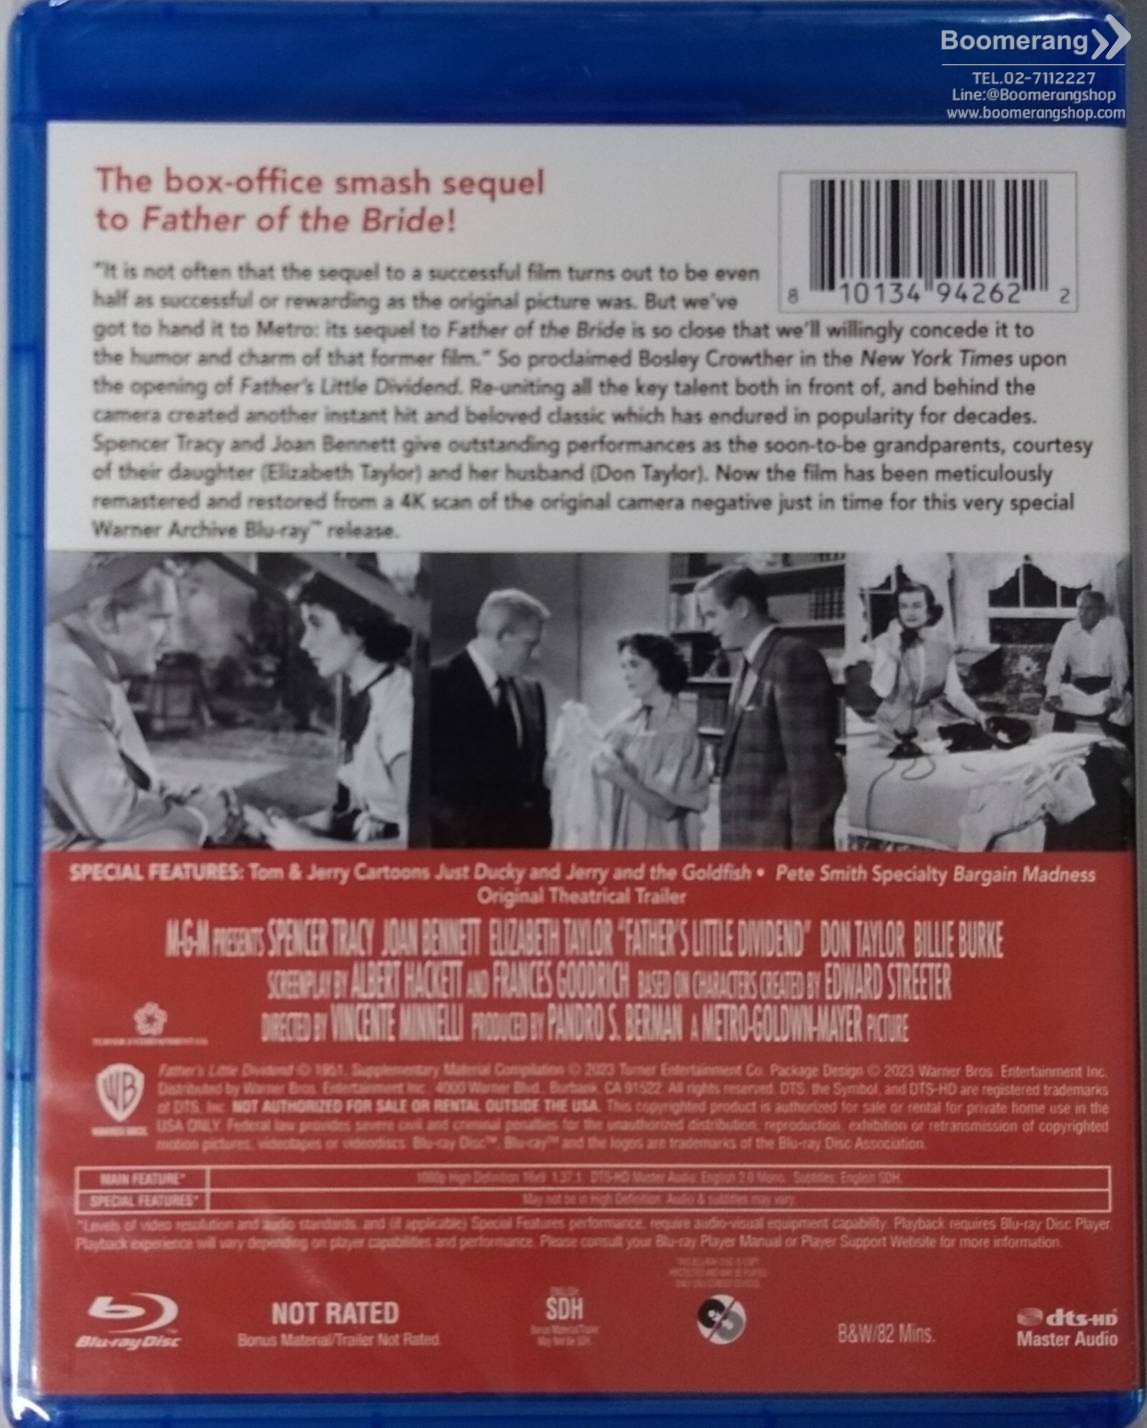 Boomerang
TEL.02-7112227
Line:@Boomerangshop
www.boomerangshop.com
The box-office smash sequel
to Father of the Bride!
8 10134 94262 2
"It is not often that the sequel to a successful film turns out to be even
half as successful or rewarding as the original picture was. But we've
got to hand it to Metro: its sequel to Father of the Bride is so close that we'll willingly concede it to
the humor and charm of that former film." So proclaimed Bosley Crowther in the New York Times upon
the opening of Father's Little Dividend. Re-uniting all the key talent both in front of, and behind the
camera created another instant hit and beloved classic which has endured in popularity for decades.
Spencer Tracy and Joan Bennett give outstanding performances as the soon-to-be grandparents, courtesy
of their daughter (Elizabeth Taylor) and her husband (Don Taylor). Now the film has been meticulously
remastered and restored from a 4K scan of the original camera negative just in time for this very special
Warner Archive Blu-ray™ release.
SPECIAL FEATURES: Tom & Jerry Cartoons Just Ducky and Jerry and the Goldfish • Pete Smith Specialty Bargain Madness
Original Theatrical Trailer
M-G-M PRESENTS SPENCER TRACY JOAN BENNETT ELIZABETH TAYLOR "FATHER'S LITTLE DIVIDEND" DON TAYLOR BILLIE BURKE
SCREENPLAY BY ALBERT HACKETT AND FRANCES GOODRICH BASED ON CHARACTERS CREATED BY EDWARD STREETER
DIRECTED BY VINCENTE MINNELLI PRODUCED BY PANDRO S. BERMAN A METRO-GOLDWN-MAYER PICTURE
WB
Father's Little Dividend © 1951, Supplementary Material Compilation © 2023 Turner Entertainment Co. Package Design © 2023 Warner Bros. Entertainment Inc.
Distributed by Warner Bros. Entertainment Inc. 4000 Warner Blvd., Burbank, CA 91522. All rights reserved. DTS, the Symbol, and DTS-HD are registered trademarks
of DTS, Inc. NOT AUTHORIZED FOR SALE OR RENTAL OUTSIDE THE USA. This copyrighted product is authorized for sale or rental for private home use in the
USA ONLY. Federal law provides severe civil and criminal penalties for the unauthorized distribution, reproduction, exhibition or retransmission of copyrighted
motion pictures, videotapes or videodiscs. Blu-ray Disc™, Blu-ray™ and the logos are trademarks of the Blu-ray Disc Association.
MAIN FEATURE* 1080p High Definition 16x9 1.37:1 DTS-HD Master Audio: English 2.0 Mono. Subtitles: English SDH.
SPECIAL FEATURES* May not be in High Definition. Audio & subtitles may vary.
*Levels of video resolution and audio standards, and (if applicable) Special Features performance, require audio-visual equipment capability. Playback requires Blu-ray Disc Player.
Playback experience will vary depending on player capabilities and performance. Please consult your Blu-ray Player Manual or Player Support Website for more information.
Blu-ray Disc
NOT RATED
Bonus Material/Trailer Not Rated.
SDH
B&W/82 Mins.
dts-HD
Master Audio